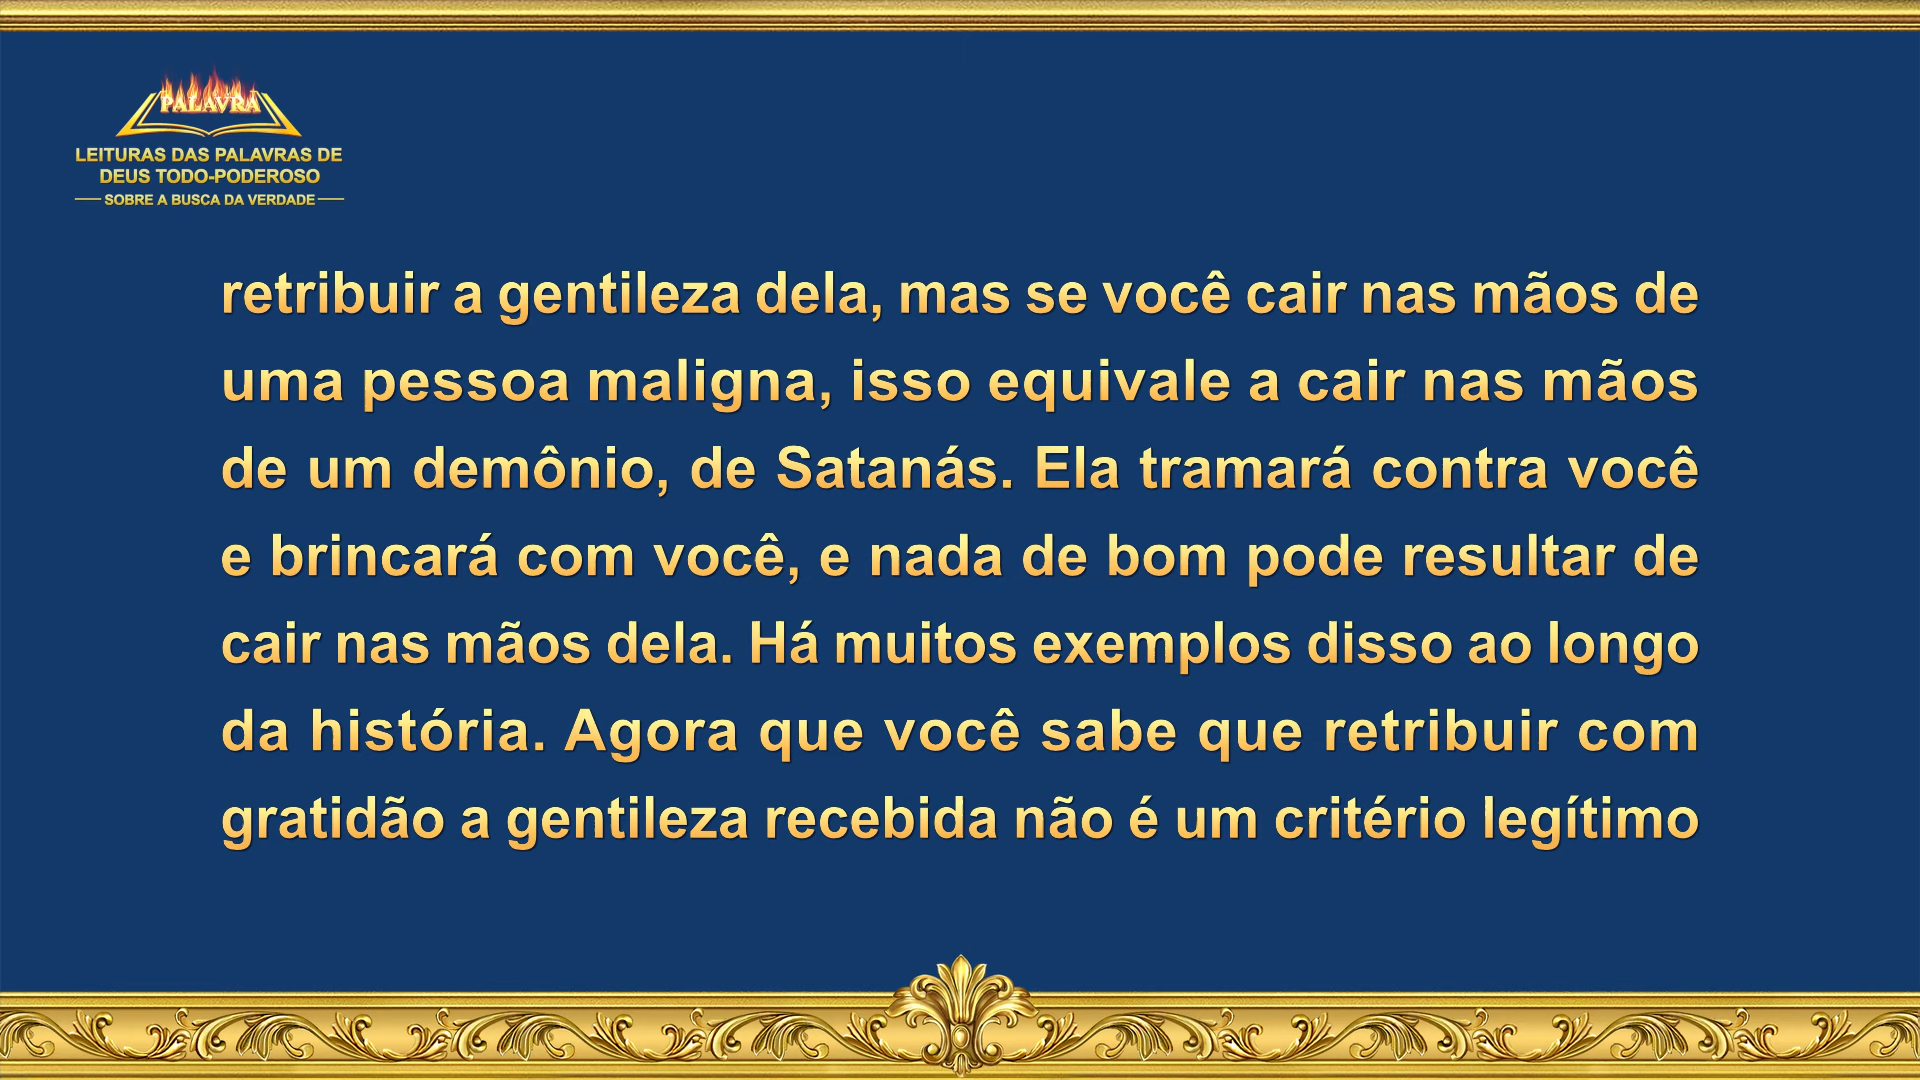 PALAVRA
LEITURAS DAS PALAVRAS DE
DEUS TODO-PODEROSO
SOBRE A BUSCA DA VERDADE
retribuir a gentileza dela, mas se você cair nas mãos de
uma pessoa maligna, isso equivale a cair nas mãos
de um demônio, de Satanás. Ela tramará contra você
e brincará com você, e nada de bom pode resultar de
cair nas mãos dela. Há muitos exemplos disso ao longo
da história. Agora que você sabe que retribuir com
gratidão a gentileza recebida não é um critério legítimo